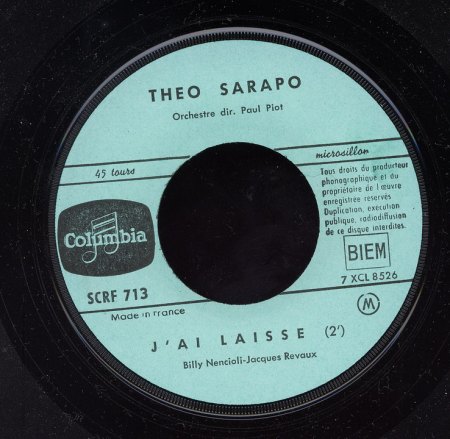 THEO SARAPO
Orchestre dir. Paul Piot
45 tours
microsillon
Tous droits du producteur
phonographique et du
propriétaire de l œuvre
enregistrée réservés
Duplication, exécution
publique, radiodiffusion
de ce disque interdites.
Columbia
BIEM
SCRF 713
7 XCL 8526
Made in France
M
J'AI LAISSE (2')
Billy Nencioli-Jacques Revaux